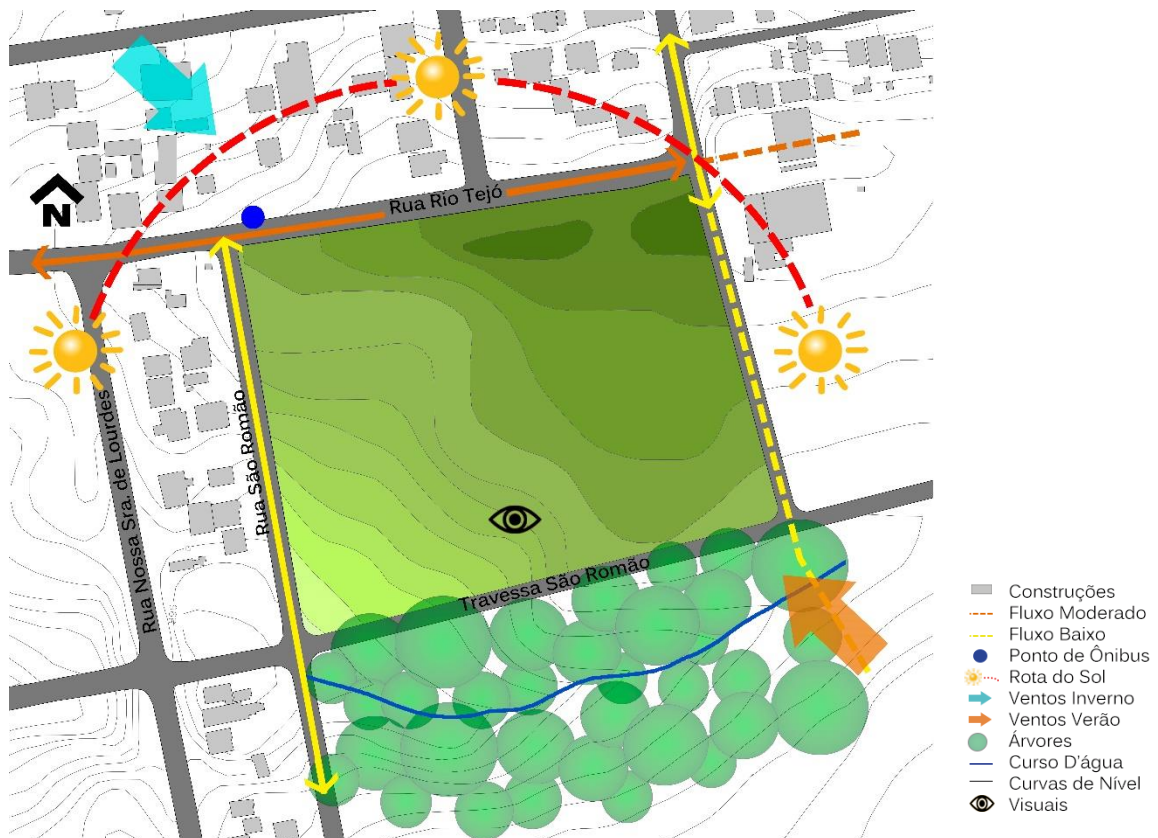 N
Rua Rio Tejó
Rua Nossa Sra. de Lourdes
Rua São Romão
Travessa São Romão
Construções
Fluxo Moderado
Fluxo Baixo
Ponto de Ônibus
Rota do Sol
Ventos Inverno
Ventos Verão
Árvores
Curso D'água
Curvas de Nível
Visuais